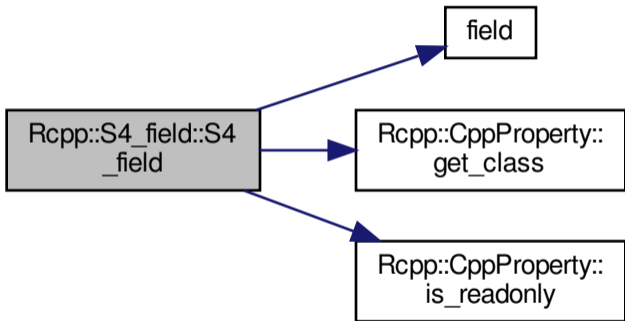 field
Rcpp::S4_field::S4
_field
Rcpp::CppProperty::
get_class
Rcpp::CppProperty::
is_readonly